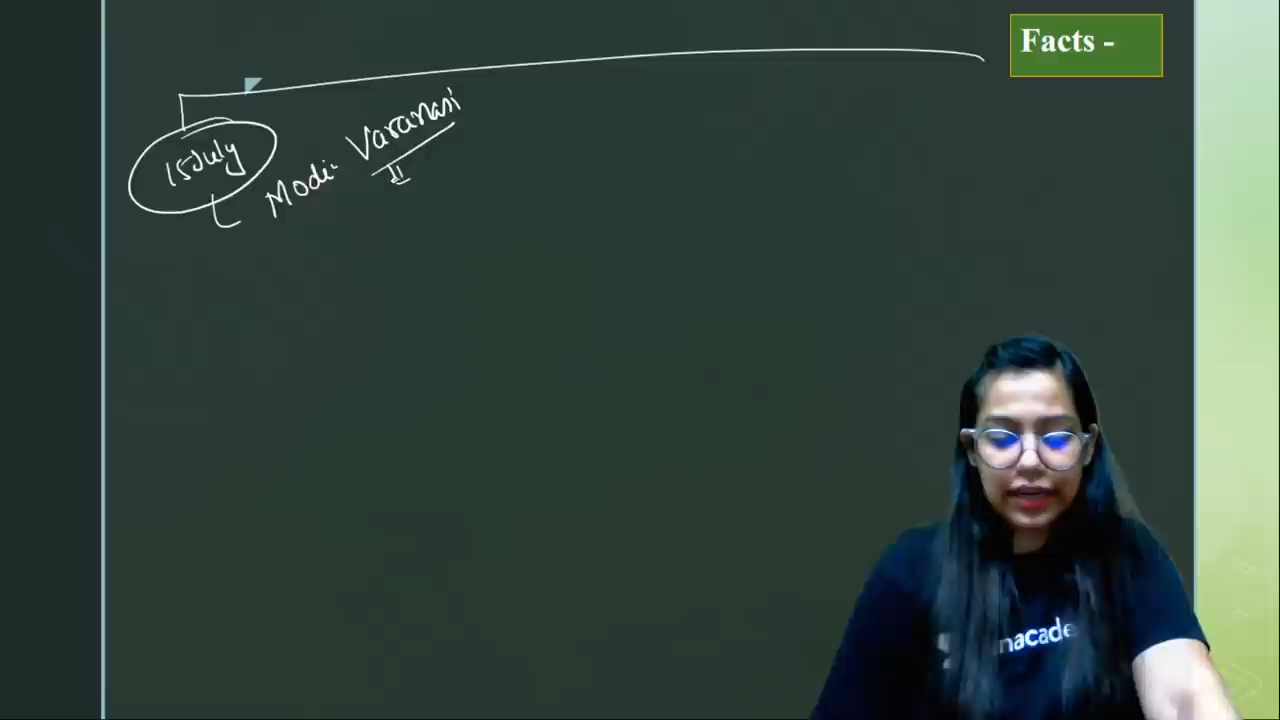 Facts -
15 July
Modi - Varanasi
nacade